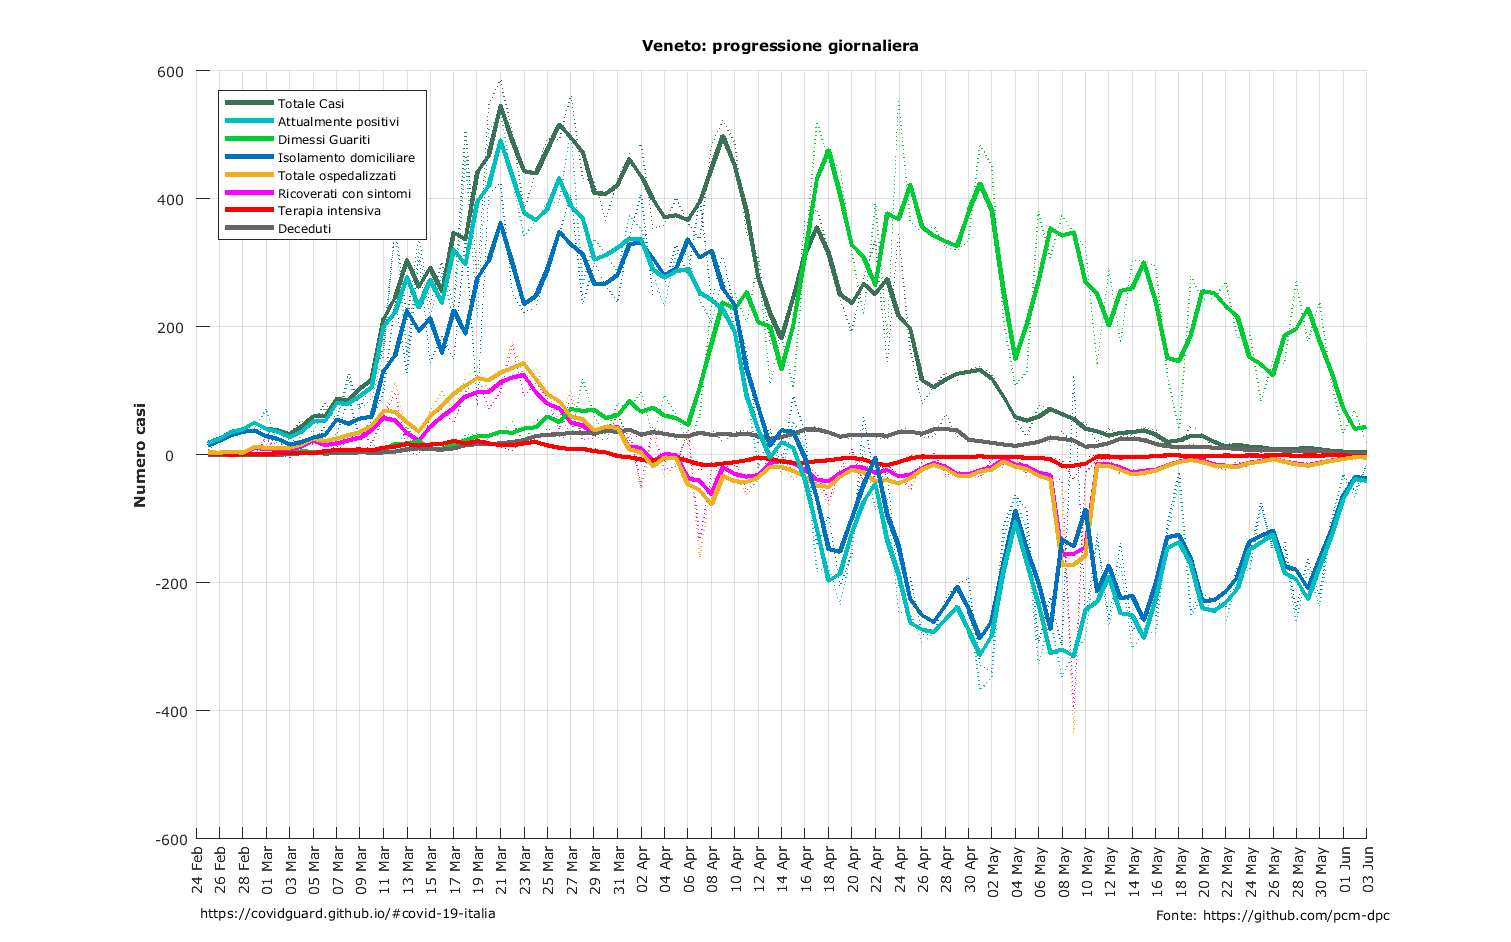 Veneto: progressione giornaliera
Numero casi
600
400
200
0
-200
-400
-600
Totale Casi
Attualmente positivi
Dimessi Guariti
Isolamento domiciliare
Totale ospedalizzati
Ricoverati con sintomi
Terapia intensiva
Deceduti
24 Feb
26 Feb
28 Feb
01 Mar
03 Mar
05 Mar
07 Mar
09 Mar
11 Mar
13 Mar
15 Mar
17 Mar
19 Mar
21 Mar
23 Mar
25 Mar
27 Mar
29 Mar
31 Mar
02 Apr
04 Apr
06 Apr
08 Apr
10 Apr
12 Apr
14 Apr
16 Apr
18 Apr
20 Apr
22 Apr
24 Apr
26 Apr
28 Apr
30 Apr
02 May
04 May
06 May
08 May
10 May
12 May
14 May
16 May
18 May
20 May
22 May
24 May
26 May
28 May
30 May
01 Jun
03 Jun
https://covidguard.github.io/#covid-19-italia
Fonte: https://github.com/pcm-dpc